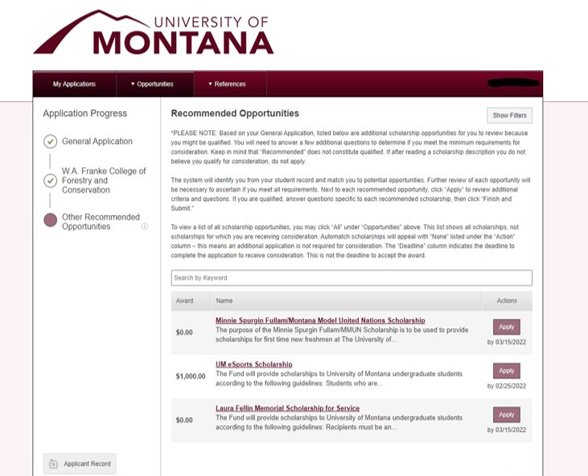 UNIVERSITY OF
MONTANA
My Applications
▾ Opportunities
▾ References
Application Progress
General Application
W.A. Franke College of
Forestry and
Conservation
Other Recommended
Opportunities
Applicant Record
Recommended Opportunities
Show Filters
*PLEASE NOTE: Based on your General Application, listed below are additional scholarship opportunities for you to review because
you might be qualified. You will need to answer a few additional questions to determine if you meet the minimum requirements for
consideration. Keep in mind that "Recommended" does not constitute qualified. If after reading a scholarship description you do not
believe you qualify for consideration, do not apply.
The system will identify you from your student record and match you to potential opportunities. Further review of each opportunity will
be necessary to ascertain if you meet all requirements. Next to each recommended opportunity, click "Apply" to review additional
criteria and questions. If you are qualified, answer questions specific to each recommended scholarship, then click "Finish and
Submit."
To view a list of all scholarship opportunities, you may click "All" under "Opportunities" above. This list shows all scholarships, not
scholarships for which you are receiving consideration. Automatch scholarships will appeal with "None" listed under the "Action"
column – this means an additional application is not required for consideration. The "Deadline" column indicates the deadline to
complete the application to receive consideration. This is not the deadline to accept the award.
Search by Keyword
Award Name Actions
$0.00
Minnie Spurgin Fullam/Montana Model United Nations Scholarship
The purpose of the Minnie Spurgin Fullam/MMUN Scholarship is to be used to provide
scholarships for first time new freshmen at The University of...
Apply
by 03/15/2022
$1,000.00
UM eSports Scholarship
The Fund will provide scholarships to University of Montana undergraduate students
according to the following guidelines: Students who are...
Apply
by 02/25/2022
$0.00
Laura Fellin Memorial Scholarship for Service
The Fund will provide scholarships to University of Montana undergraduate students
according to the following guidelines: Recipients must be an...
Apply
by 03/15/2022